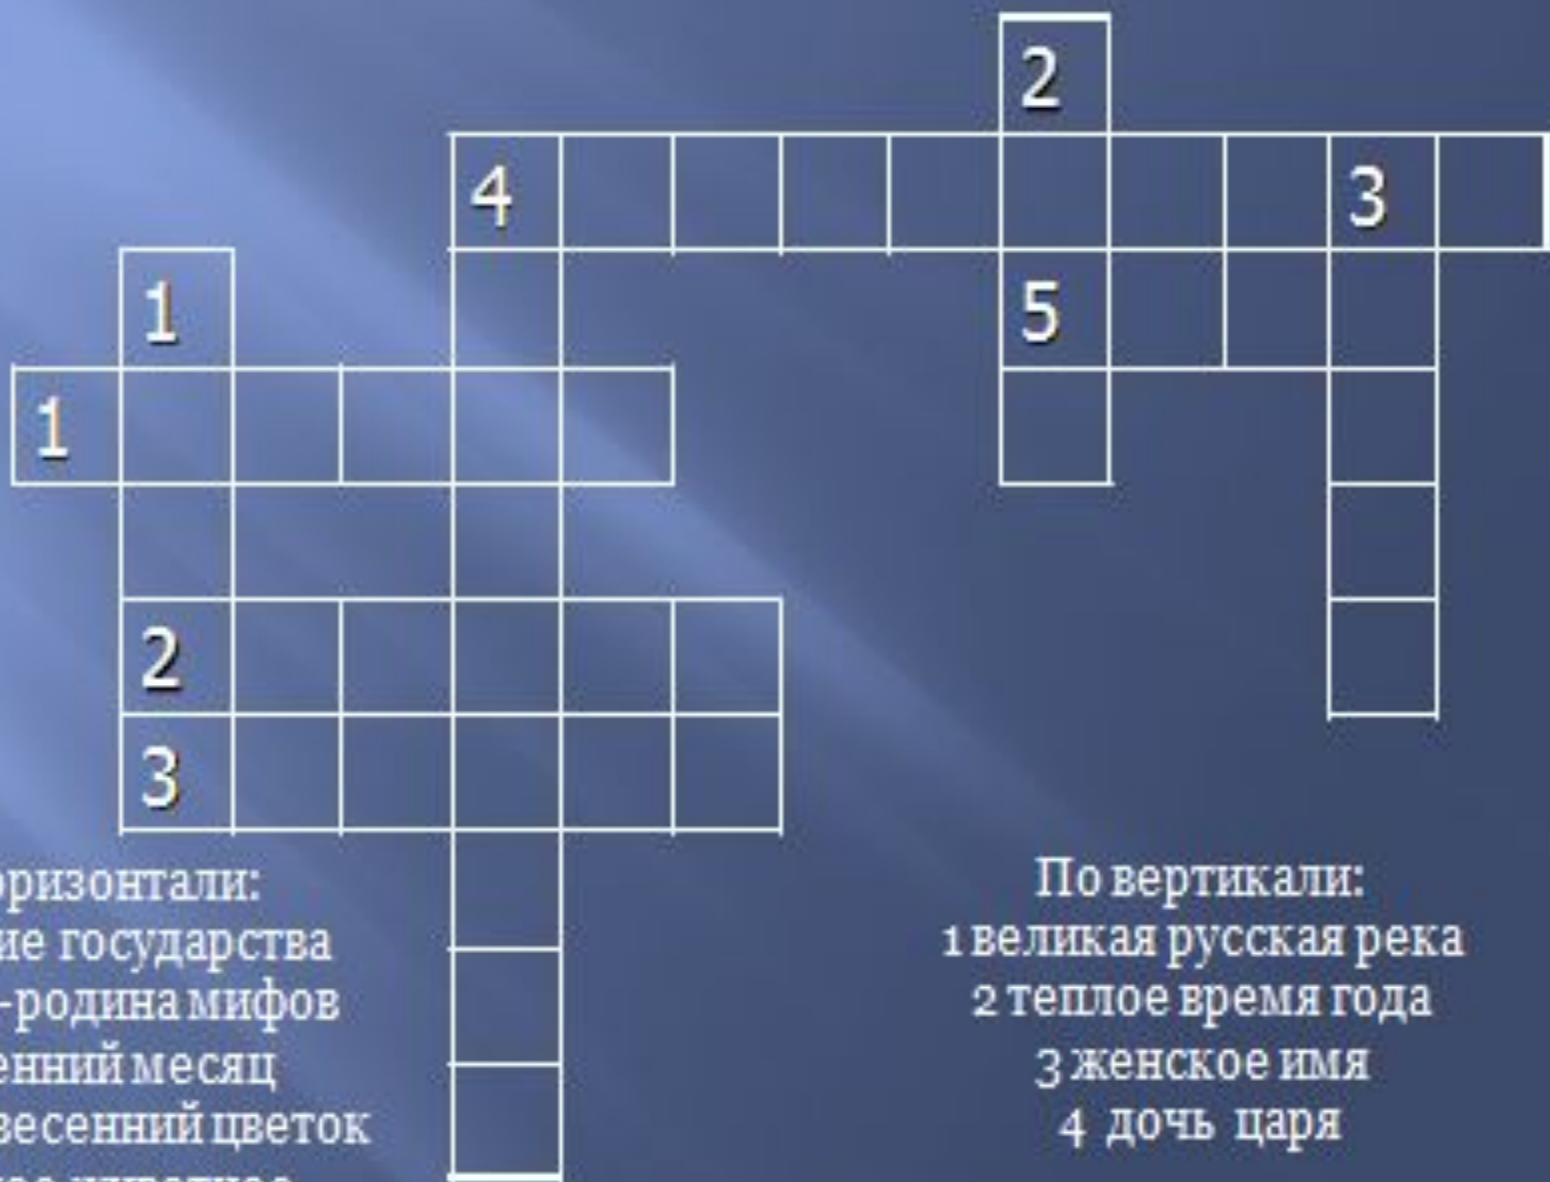 2
4 3
1 5
1
2
3
оризонтали:
ие государства
-родина мифов
енний месяц
весенний цветок
По вертикали:
1 великая русская река
2 теплое время года
3 женское имя
4 дочь царя